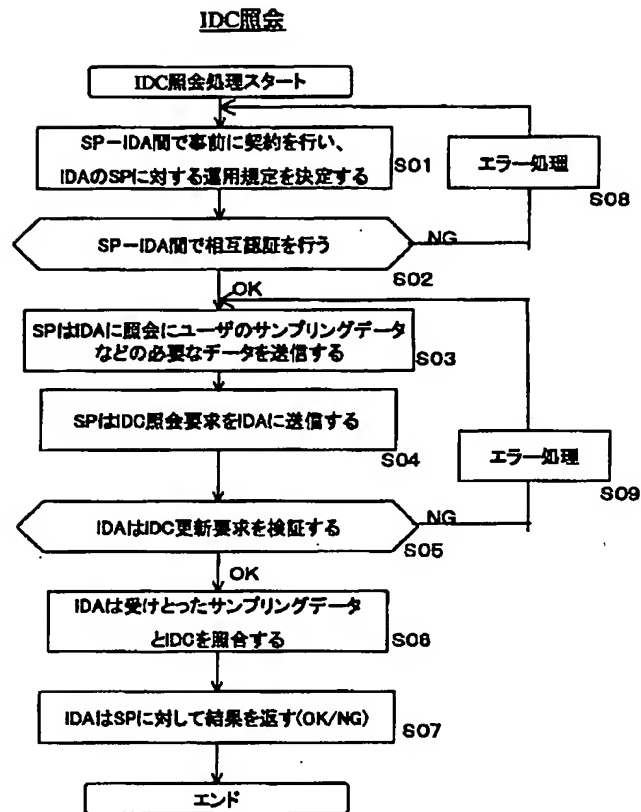 IDC照会
IDC照会処理スタート
SP－IDA間で事前に契約を行い、
IDAのSPに対する運用規定を決定する
S01
エラー処理
S08
SP－IDA間で相互認証を行う
NG
S02
OK
SPはIDAに照会にユーザのサンプリングデータ
などの必要なデータを送信する
S03
SPはIDC照会要求をIDAに送信する
S04
エラー処理
S09
IDAはIDC更新要求を検証する
NG
S05
OK
IDAは受けとったサンプリングデータ
とIDCを照合する
S06
IDAはSPに対して結果を返す(OK/NG)
S07
エンド